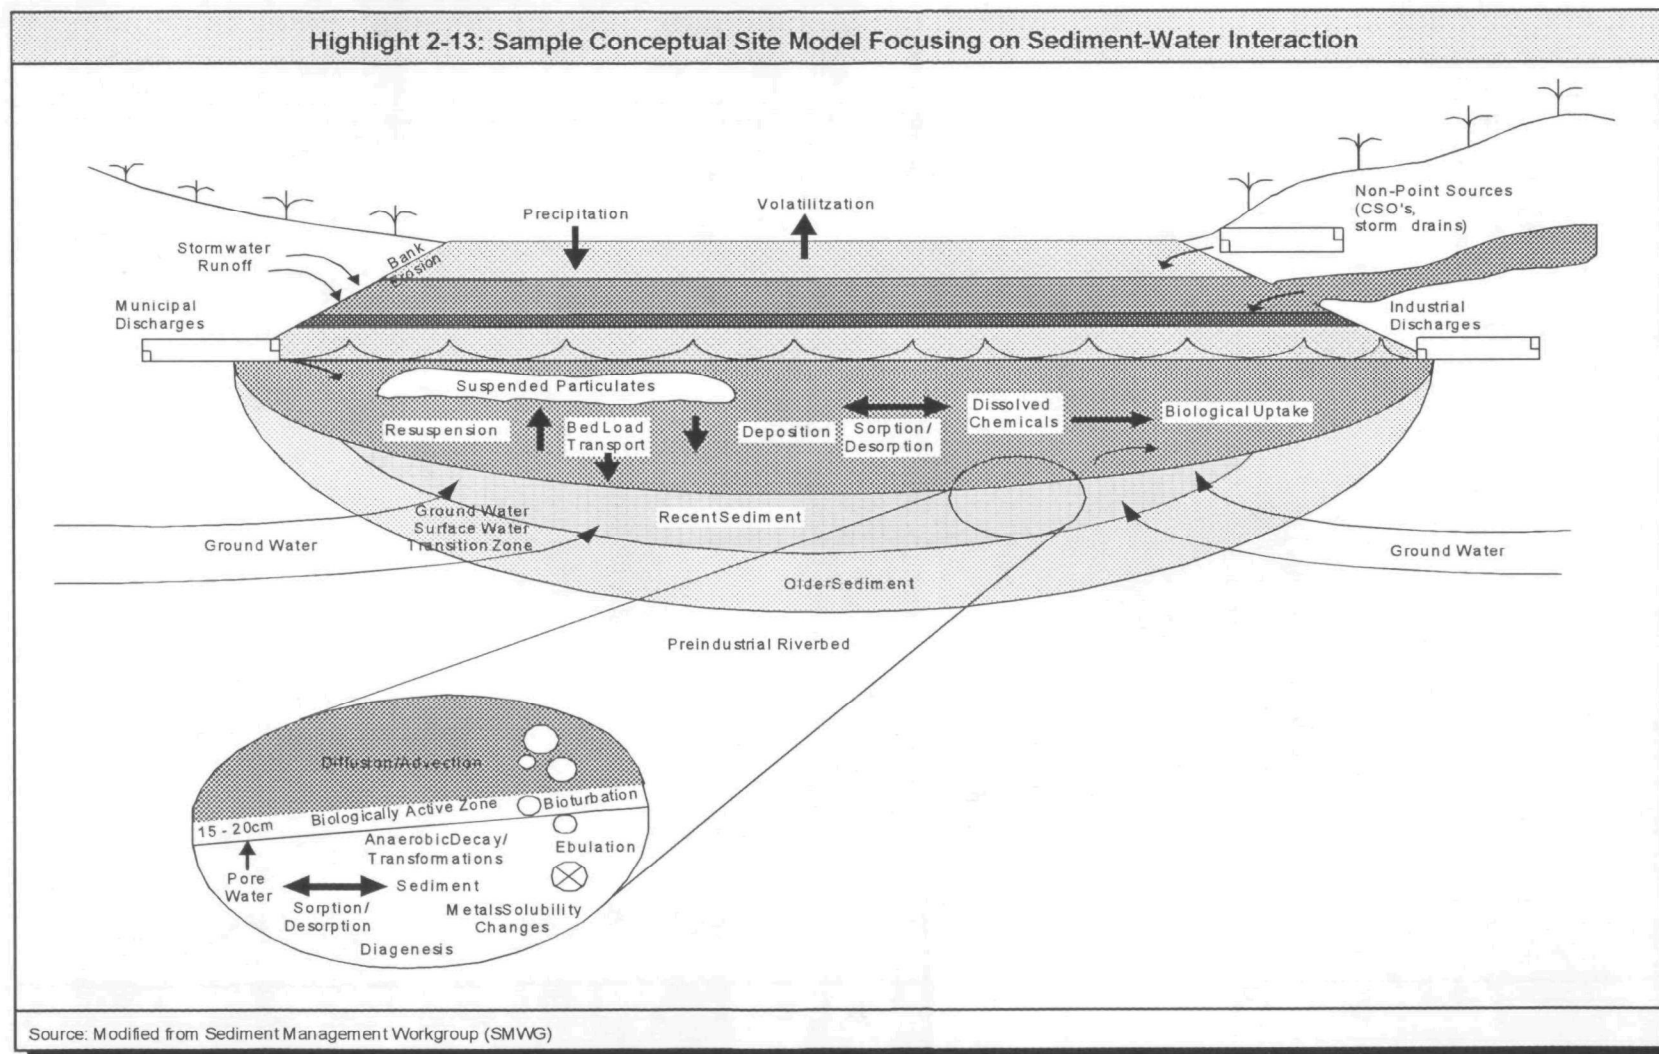 Highlight 2-13: Sample Conceptual Site Model Focusing on Sediment-Water Interaction
Precipitation
Volatilitzation
Non-Point Sources
(CSO's,
storm drains)
Stormwater
Runoff
Bank
Erosion
Municipal
Discharges
Industrial
Discharges
Suspended Particulates
Resuspension
Bed Load
Transport
Deposition
Sorption/
Desorption
Dissolved
Chemicals
Biological Uptake
Ground Water
Surface Water
Transition Zone
Recent Sediment
Ground Water
Ground Water
Older Sediment
Preindustrial Riverbed
Diffusion/Advection
Biologically Active Zone
Bioturbation
15 - 20cm
Anaerobic Decay/
Transformations
Ebulation
Pore
Water
Sediment
Sorption/
Desorption
Metals Solubility
Changes
Diagenesis
Source: Modified from Sediment Management Workgroup (SMWG)